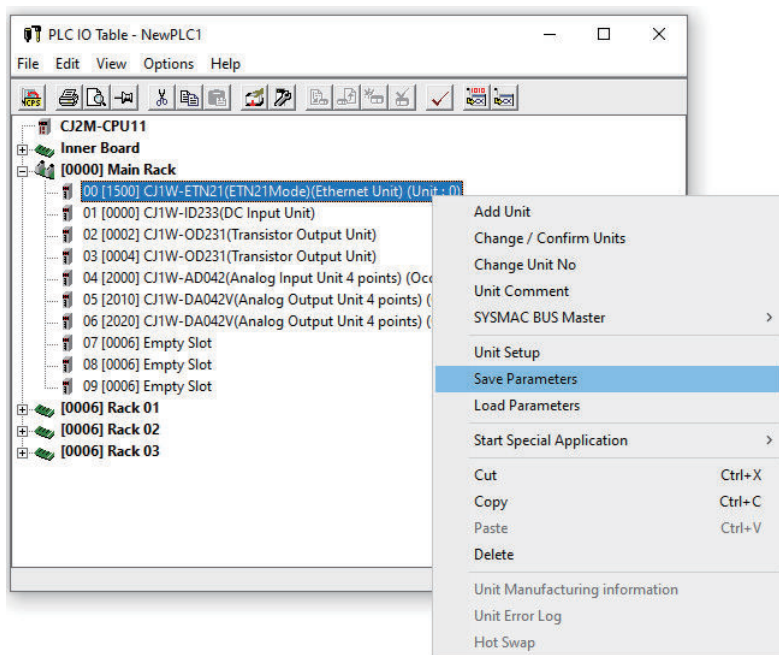 PLC IO Table - NewPLC1
File Edit View Options Help
CJ2M-CPU11
Inner Board
[0000] Main Rack
00 [1500] CJ1W-ETN21(ETN21Mode)(Ethernet Unit) (Unit : 0)
01 [0000] CJ1W-ID233(DC Input Unit)
02 [0002] CJ1W-OD231(Transistor Output Unit)
03 [0004] CJ1W-OD231(Transistor Output Unit)
04 [2000] CJ1W-AD042(Analog Input Unit 4 points) (Occ
05 [2010] CJ1W-DA042V(Analog Output Unit 4 points) (
06 [2020] CJ1W-DA042V(Analog Output Unit 4 points) (
07 [0006] Empty Slot
08 [0006] Empty Slot
09 [0006] Empty Slot
[0006] Rack 01
[0006] Rack 02
[0006] Rack 03
Add Unit
Change / Confirm Units
Change Unit No
Unit Comment
SYSMAC BUS Master
Unit Setup
Save Parameters
Load Parameters
Start Special Application
Cut Ctrl+X
Copy Ctrl+C
Paste Ctrl+V
Delete
Unit Manufacturing information
Unit Error Log
Hot Swap